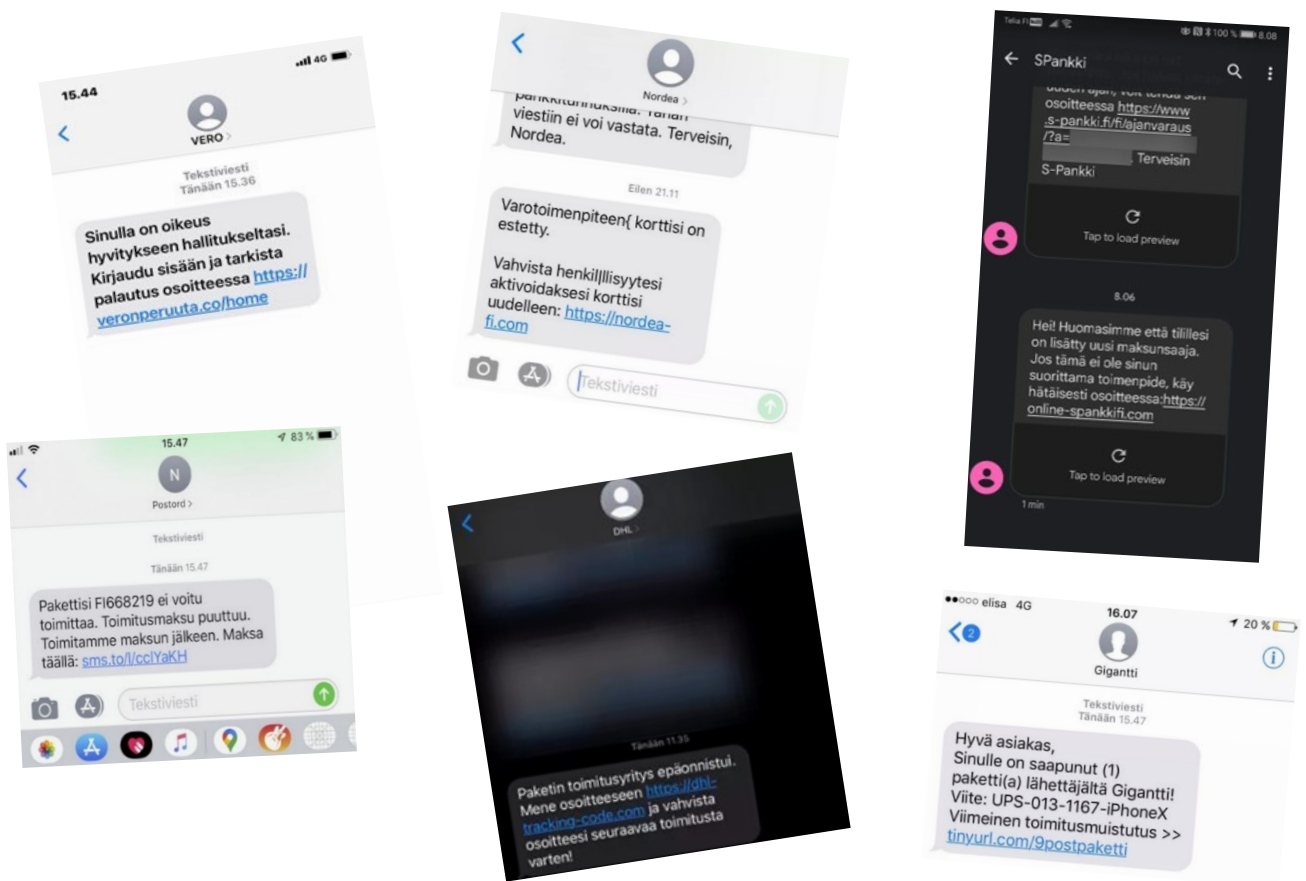 15.44
4G
VERO >
Tekstiviesti
Tänään 15.36
Sinulla on oikeus
hyvitykseen hallitukseltasi.
Kirjaudu sisään ja tarkista
palautus osoitteessa https://
veronperuuta.co/home
Nordea >
viestiin ei voi vastata. Terveisin,
Nordea.
Eilen 21.11
Varotoimenpiteen{ korttisi on
estetty.
Vahvista henkil|llisyytesi
aktivoidaksesi korttisi
uudelleen: https://nordea-
fi.com
Tekstiviesti
Telia FI
100 % 8.08
SPankki
osoitteessa https://www
.s-pankki.fi/fi/ajanvaraus
/?a=
. Terveisin
S-Pankki
Tap to load preview
8.06
Hei! Huomasimme että tilillesi
on lisätty uusi maksunsaaja.
Jos tämä ei ole sinun
suorittama toimenpide, käy
hätäisesti osoitteessa:https://
online-spankkifi.com
Tap to load preview
1 min
15.47
83 %
N
Postord >
Tekstiviesti
Tänään 15.47
Pakettisi FI668219 ei voitu
toimittaa. Toimitusmaksu puuttuu.
Toimitamme maksun jälkeen. Maksa
täällä: sms.to/l/cclYaKH
Tekstiviesti
DHL >
Tänään 11.35
Paketin toimitusyritys epäonnistui.
Mene osoitteeseen https://dhl-
tracking-code.com ja vahvista
osoitteesi seuraavaa toimitusta
varten!
elisa 4G
16.07
20 %
2
Gigantti
Tekstiviesti
Tänään 15.47
Hyvä asiakas,
Sinulle on saapunut (1)
paketti(a) lähettäjältä Gigantti!
Viite: UPS-013-1167-iPhoneX
Viimeinen toimitusmuistutus >>
tinyurl.com/9postpaketti